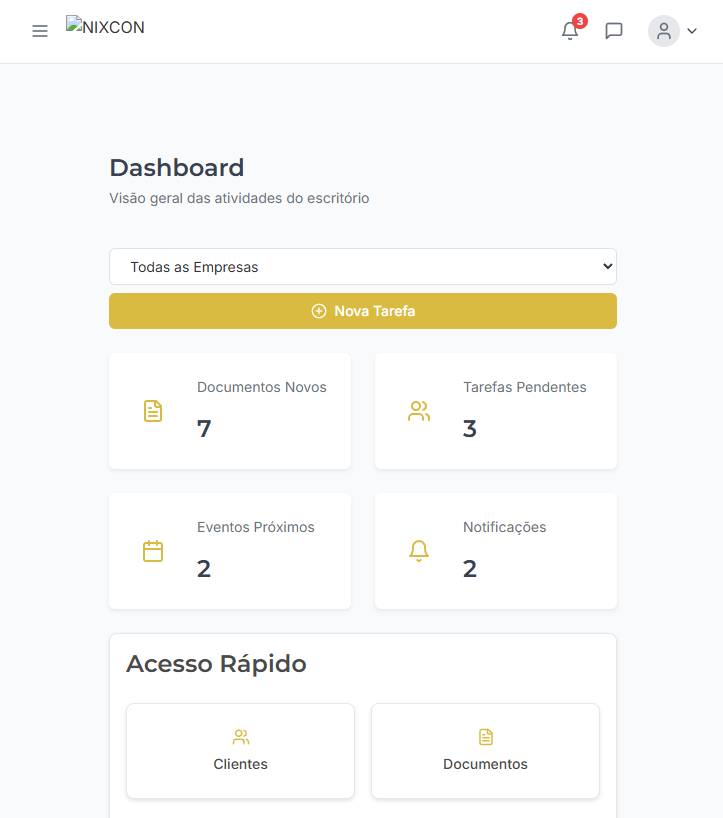 NIXCON
3
Dashboard
Visão geral das atividades do escritório
Todas as Empresas
Nova Tarefa
Documentos Novos
7
Tarefas Pendentes
3
Eventos Próximos
2
Notificações
2
Acesso Rápido
Clientes
Documentos